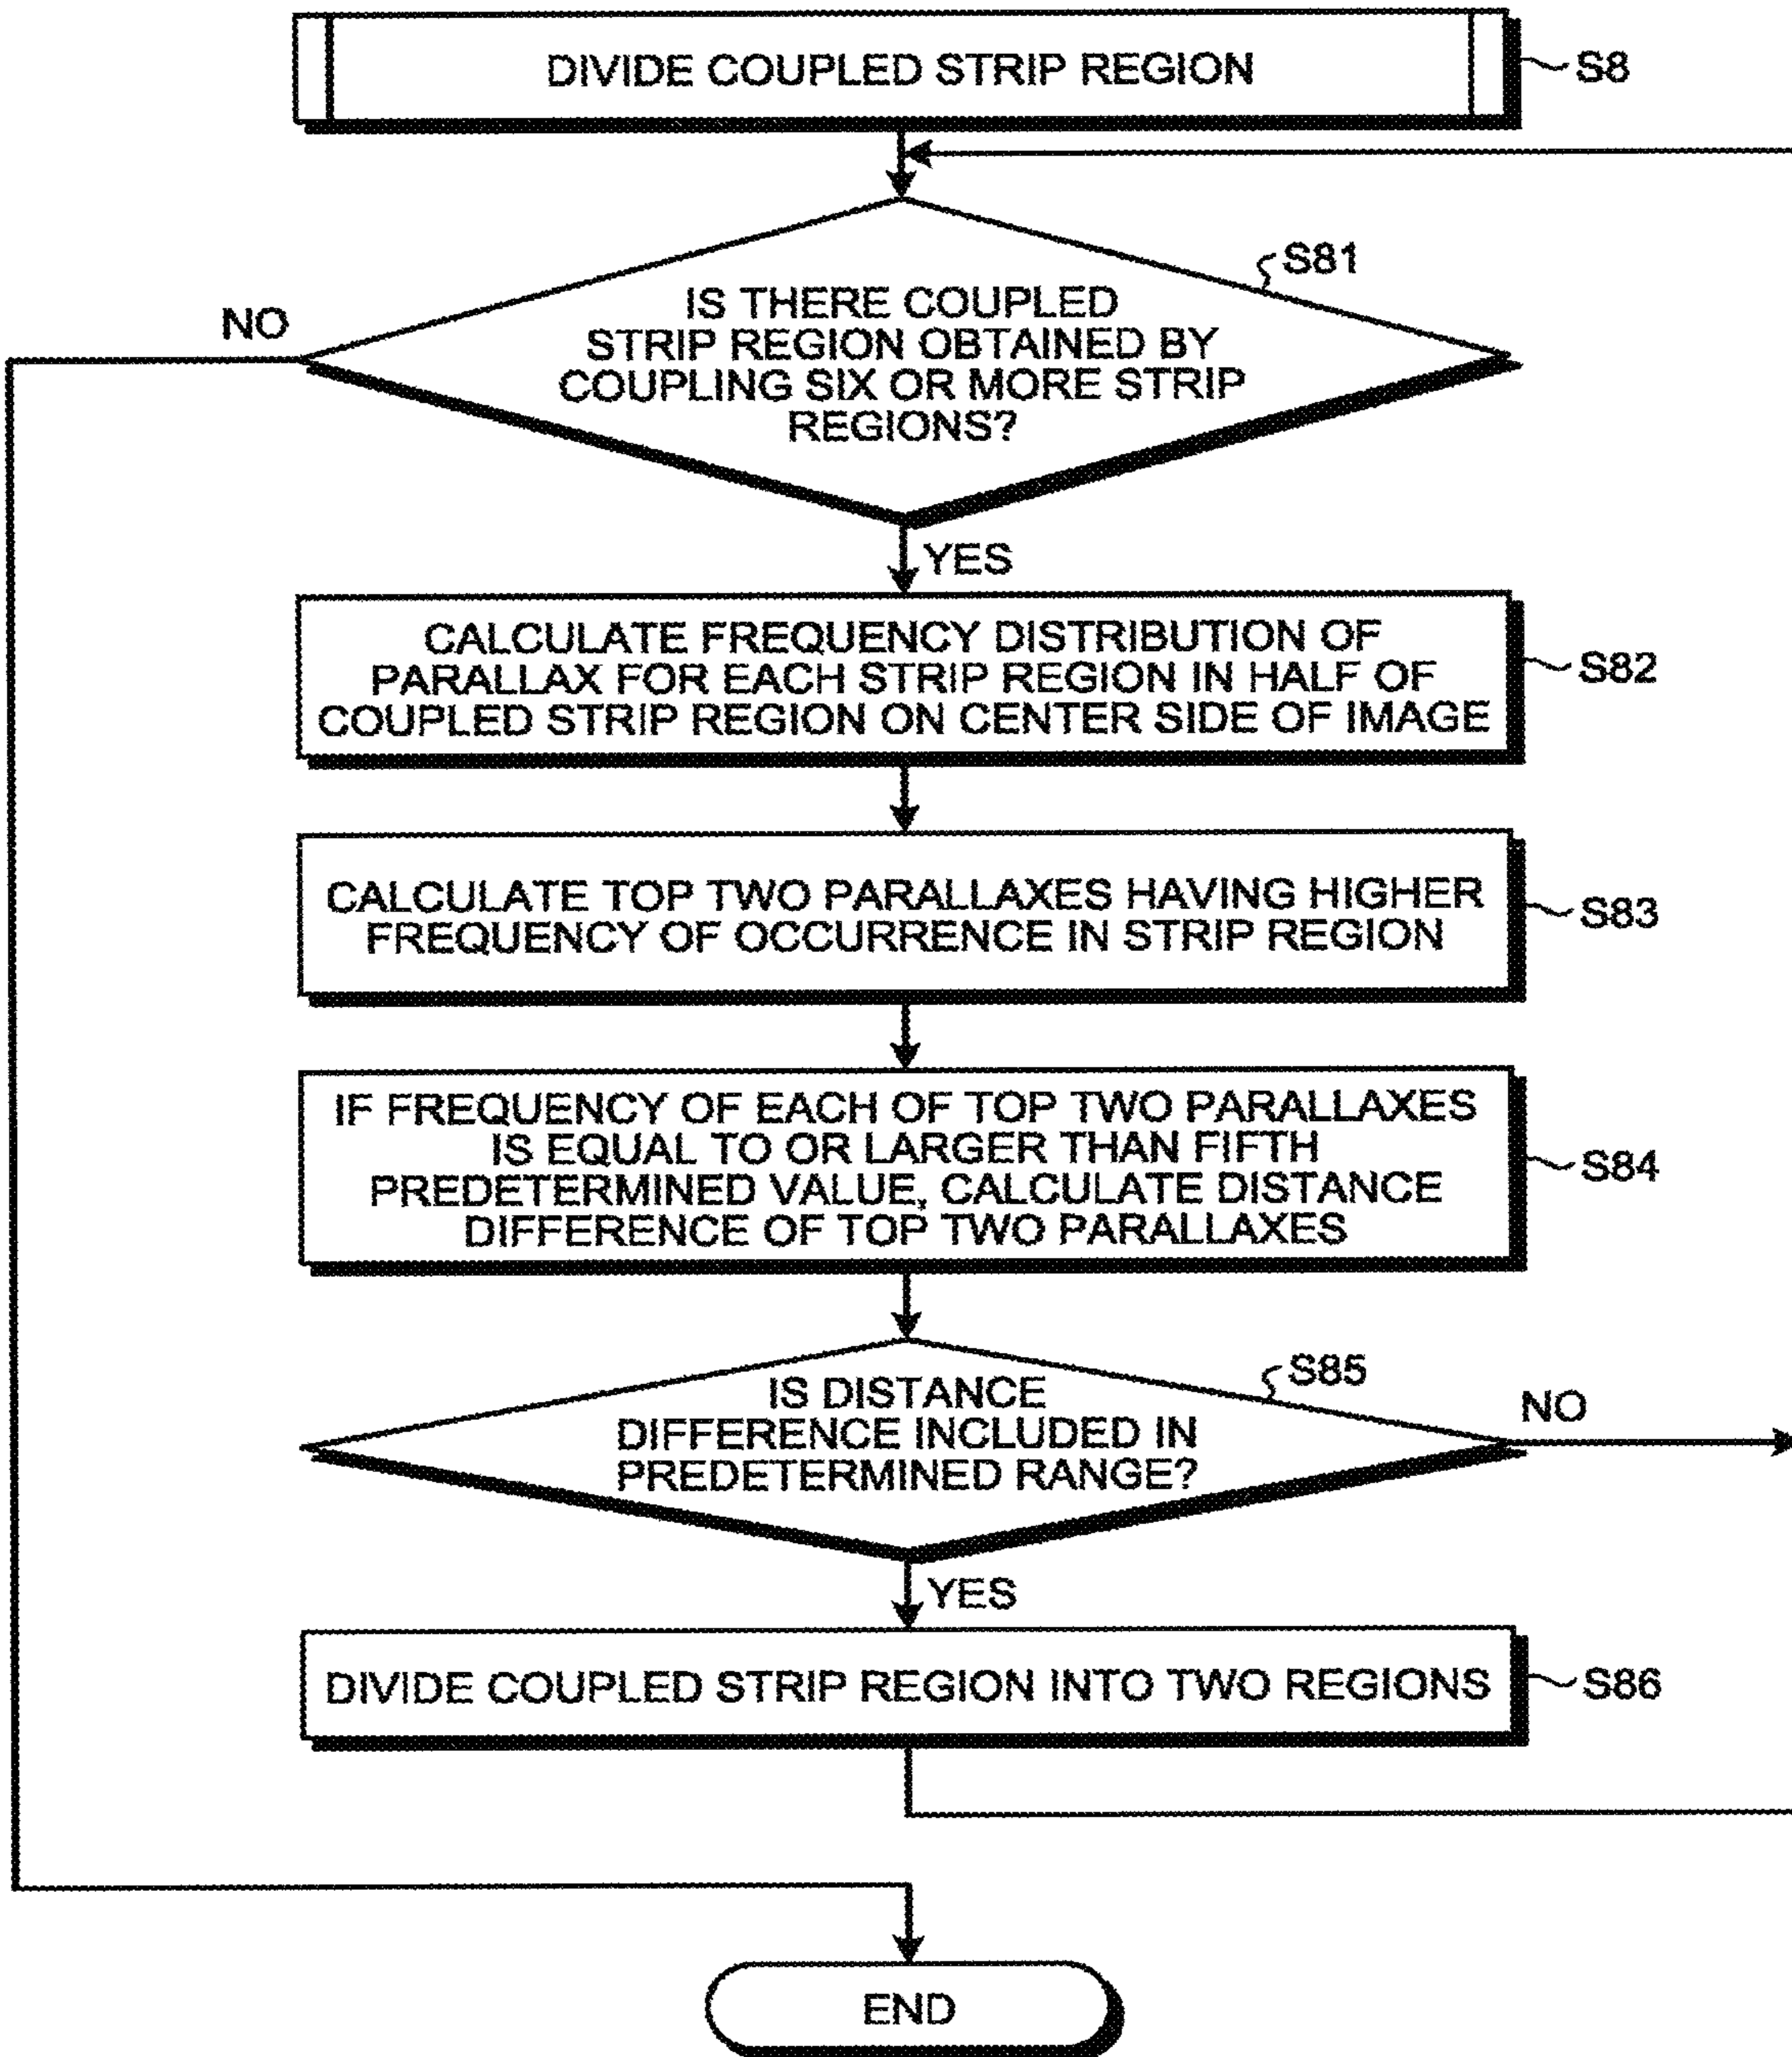 DIVIDE COUPLED STRIP REGION
S8
S81
IS THERE COUPLED
STRIP REGION OBTAINED BY
COUPLING SIX OR MORE STRIP
REGIONS?
NO
YES
CALCULATE FREQUENCY DISTRIBUTION OF
PARALLAX FOR EACH STRIP REGION IN HALF OF
COUPLED STRIP REGION ON CENTER SIDE OF IMAGE
S82
CALCULATE TOP TWO PARALLAXES HAVING HIGHER
FREQUENCY OF OCCURRENCE IN STRIP REGION
S83
IF FREQUENCY OF EACH OF TOP TWO PARALLAXES
IS EQUAL TO OR LARGER THAN FIFTH
PREDETERMINED VALUE, CALCULATE DISTANCE
DIFFERENCE OF TOP TWO PARALLAXES
S84
S85
IS DISTANCE
DIFFERENCE INCLUDED IN
PREDETERMINED RANGE?
NO
YES
DIVIDE COUPLED STRIP REGION INTO TWO REGIONS
S86
END